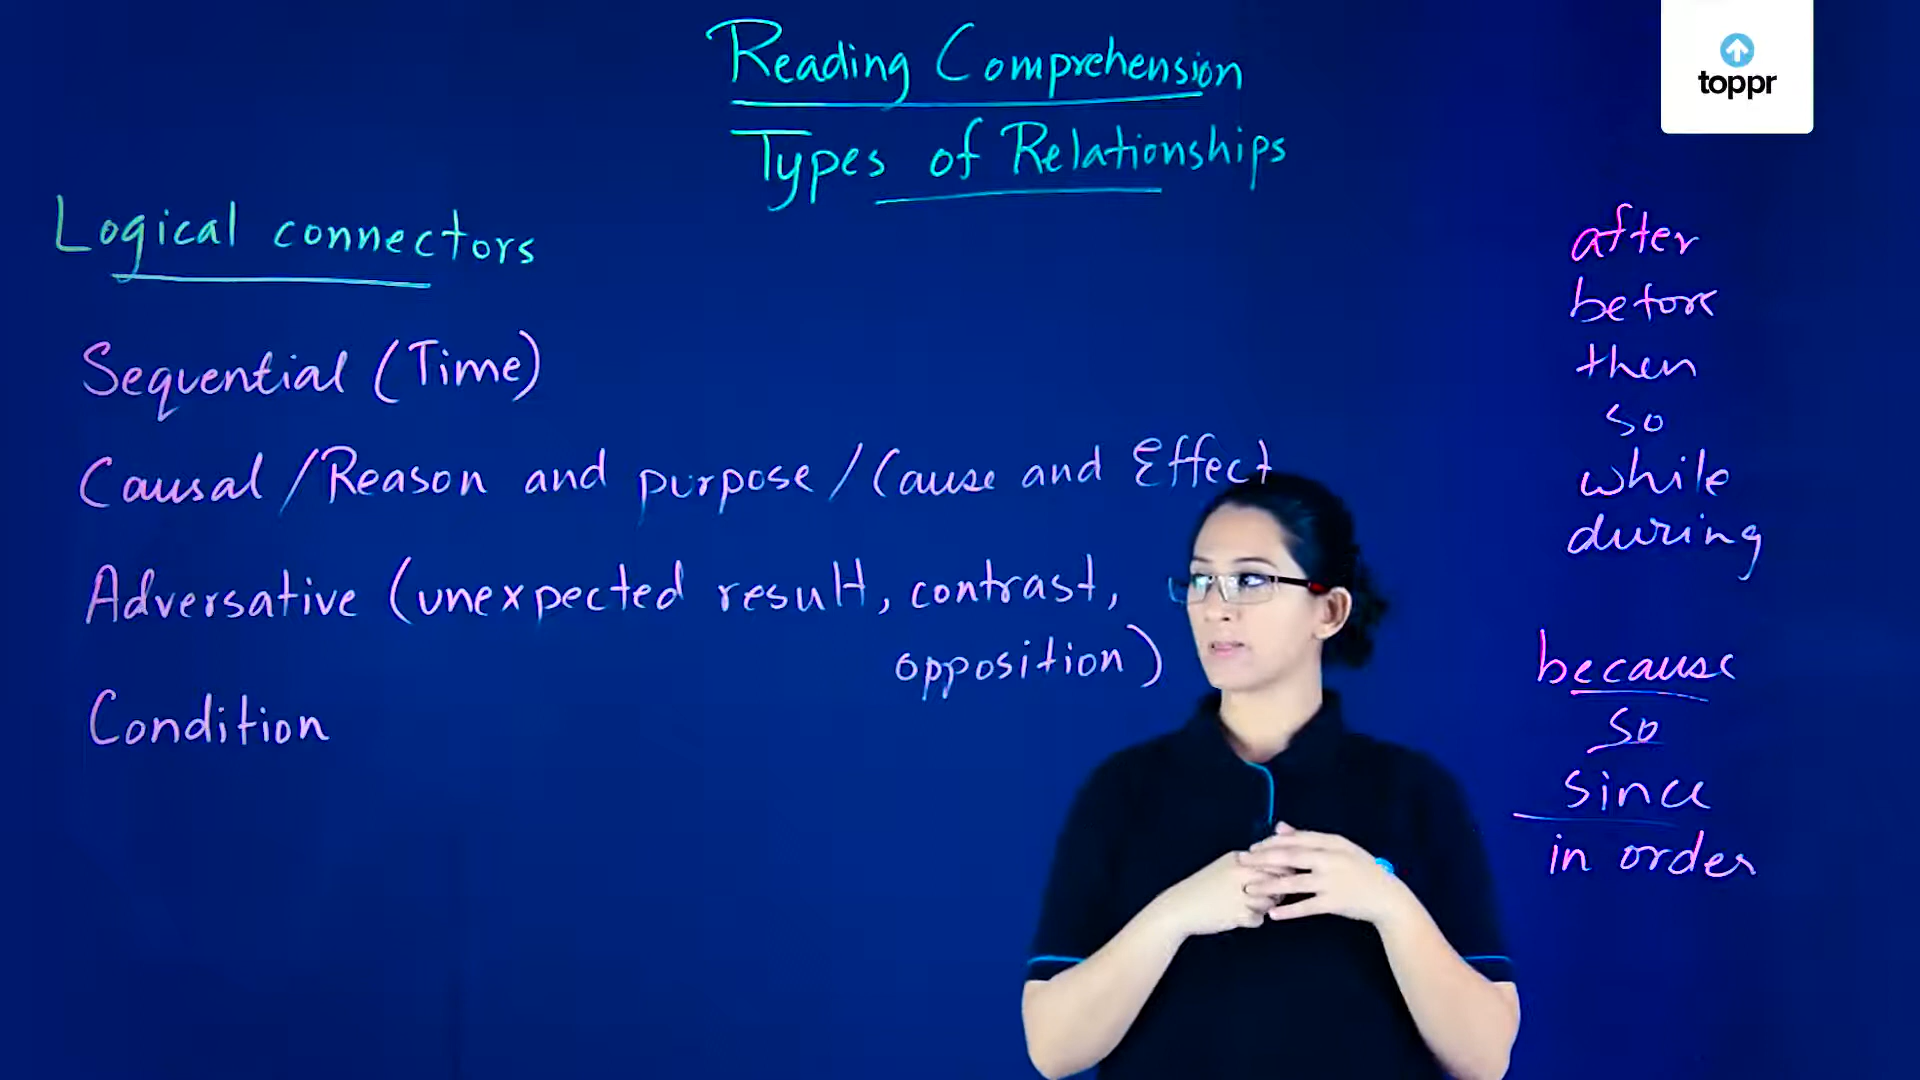 Reading Comprehension
Types of Relationships
toppr
Logical connectors
Sequential (Time)
Causal / Reason and purpose / Cause and Effect
Adversative (unexpected result, contrast,
opposition)
Condition
after
before
then
so
while
during
because
so
since
in order